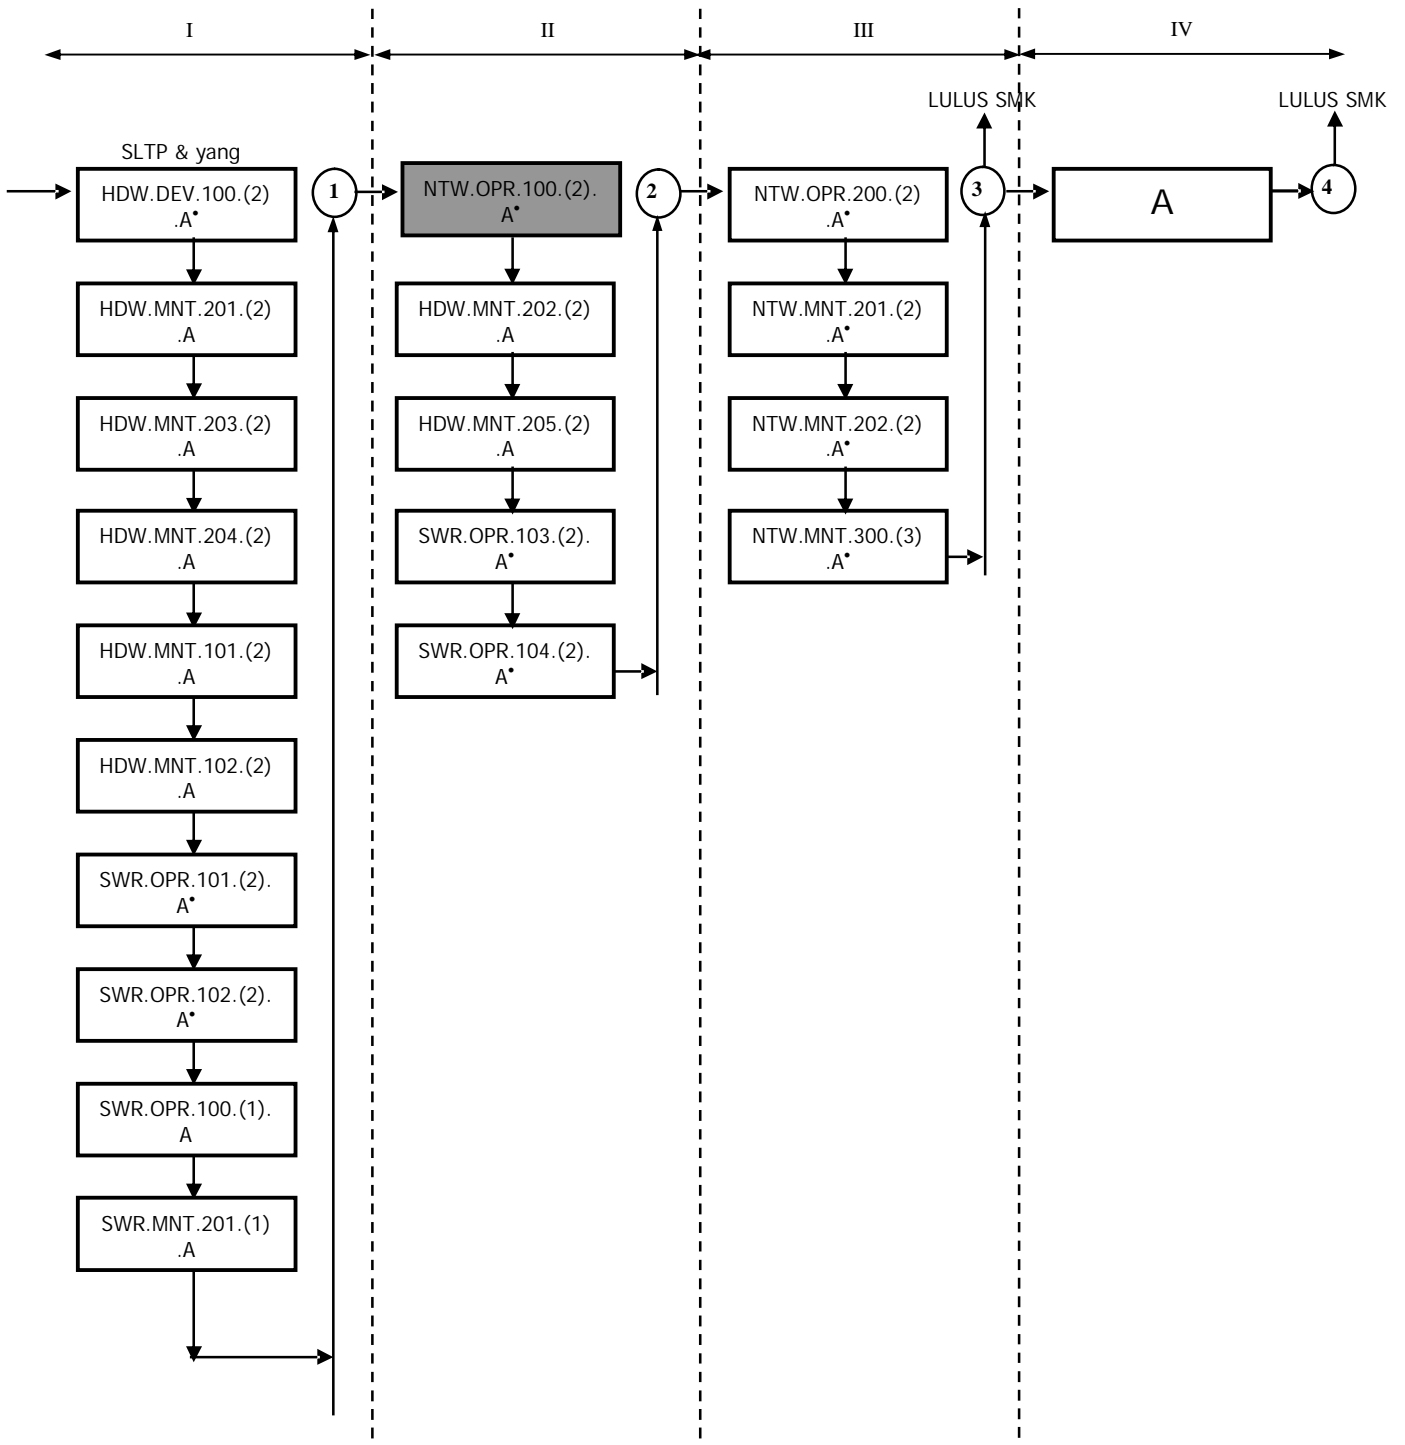 I
II
III
IV
LULUS SMK
LULUS SMK
SLTP & yang
HDW.DEV.100.(2)
.A•
1
NTW.OPR.100.(2).
A•
2
NTW.OPR.200.(2)
.A•
3
A
4
HDW.MNT.201.(2)
.A
HDW.MNT.202.(2)
.A
NTW.MNT.201.(2)
.A•
HDW.MNT.203.(2)
.A
HDW.MNT.205.(2)
.A
NTW.MNT.202.(2)
.A•
HDW.MNT.204.(2)
.A
SWR.OPR.103.(2).
A•
NTW.MNT.300.(3)
.A•
HDW.MNT.101.(2)
.A
SWR.OPR.104.(2).
A•
HDW.MNT.102.(2)
.A
SWR.OPR.101.(2).
A•
SWR.OPR.102.(2).
A•
SWR.OPR.100.(1).
A
SWR.MNT.201.(1)
.A